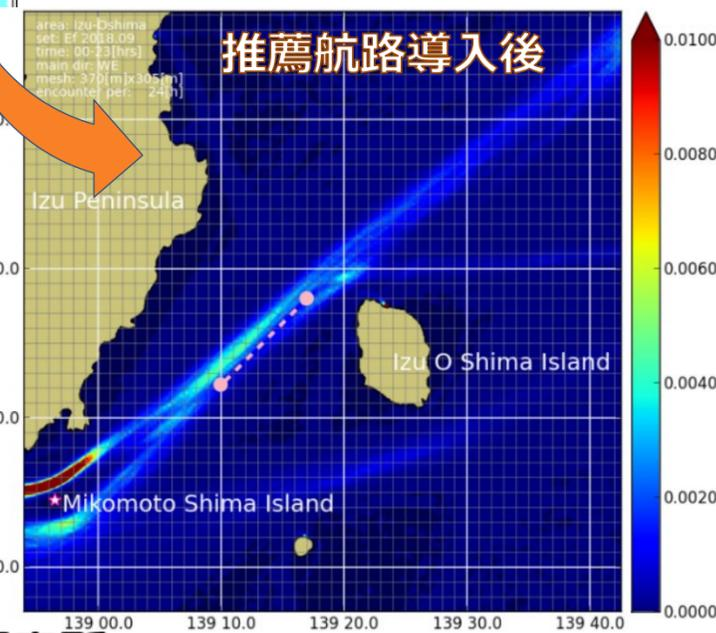 area: Izu-Oshima
set: Ef 2018.09
time: 00-23[hrs]
main dir: WE
mesh: 370[m]x305[m]
encounter per: 24[h]
推薦航路導入後
Izu Peninsula
Izu O Shima Island
Mikomoto Shima Island
139 00.0
139 10.0
139 20.0
139 30.0
139 40.0
0.0100
0.0080
0.0060
0.0040
0.0020
0.0000